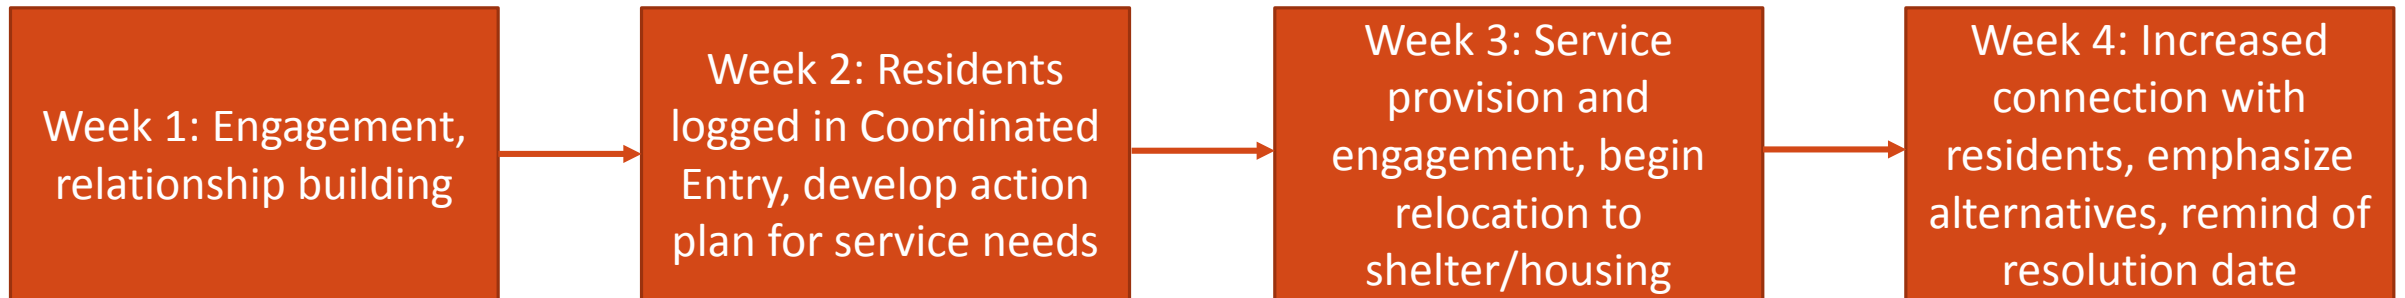 Week 1: Engagement,
relationship building
Week 2: Residents
logged in Coordinated
Entry, develop action
plan for service needs
Week 3: Service
provision and
engagement, begin
relocation to
shelter/housing
Week 4: Increased
connection with
residents, emphasize
alternatives, remind of
resolution date